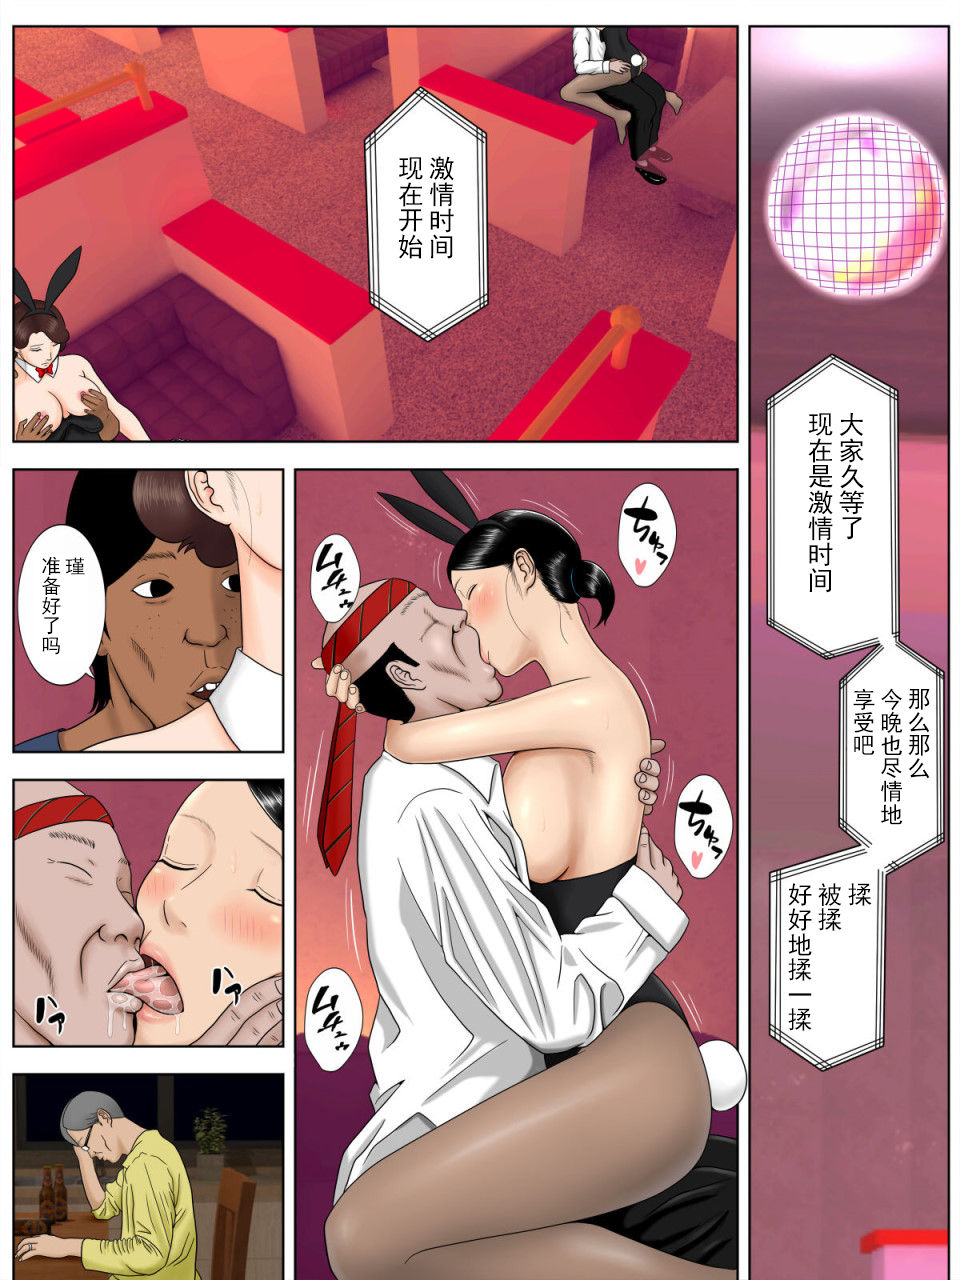 大家久等了
现在是激情时间
那么那么
今晚也尽情地
享受吧
揉
被揉
好好地揉一揉
激情时间
现在开始
ちゅっ
ムチュ
ちゅっ
ムチュ
瑾
准备好了吗
ハァ
ハァ